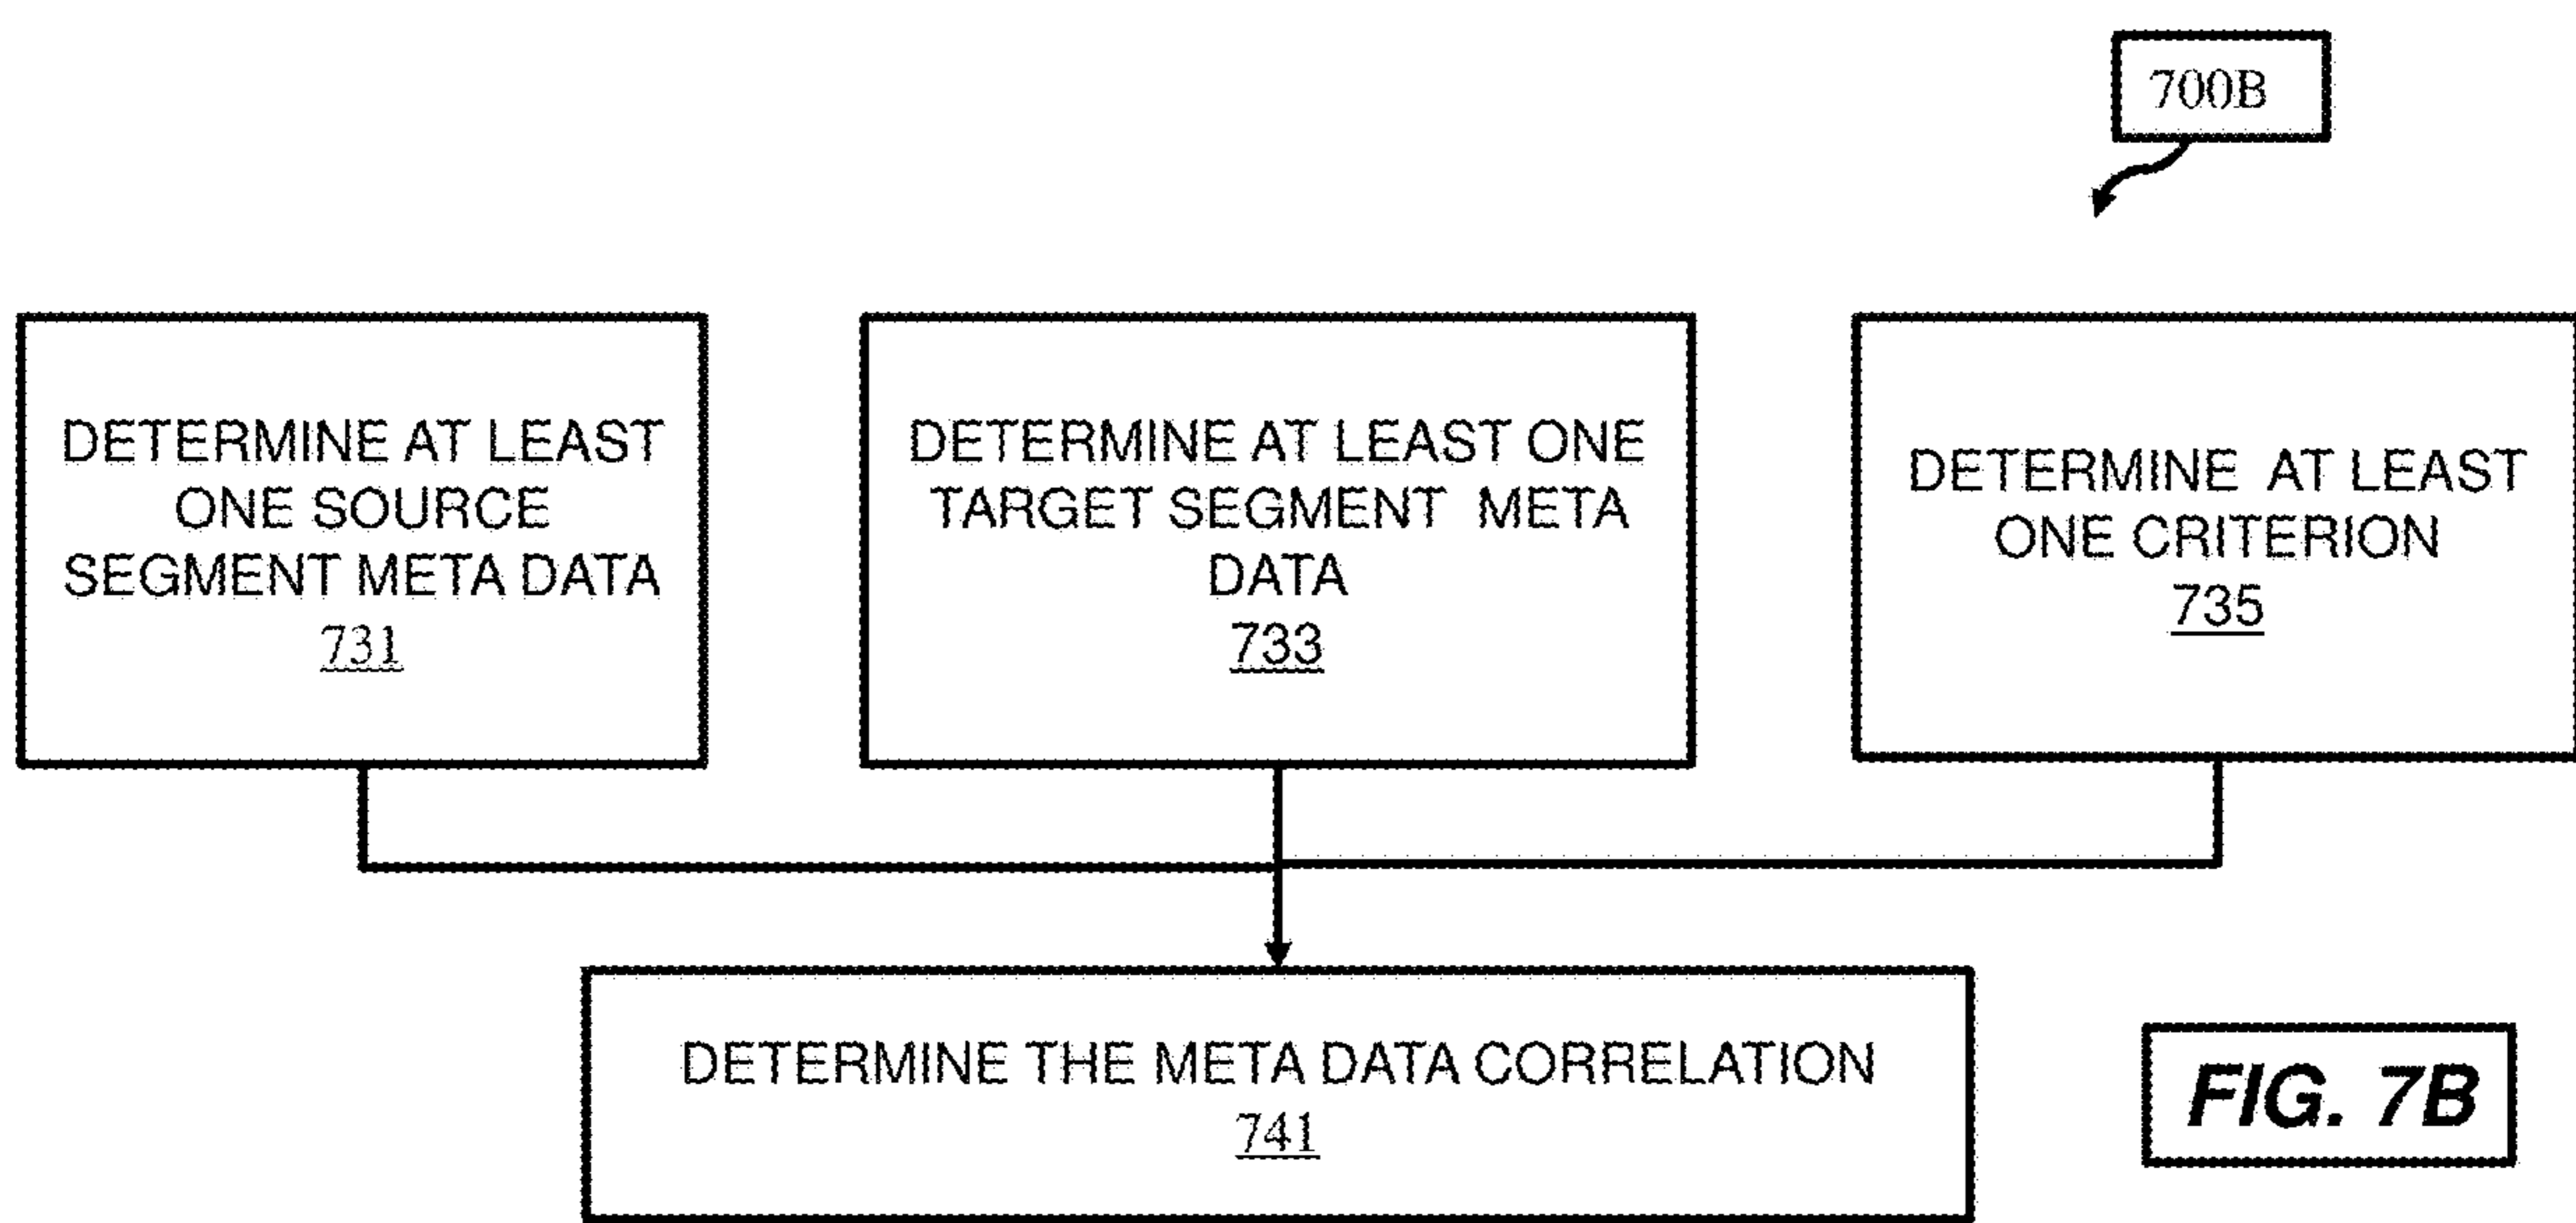 700B
DETERMINE AT LEAST
ONE SOURCE
SEGMENT META DATA
731
DETERMINE AT LEAST ONE
TARGET SEGMENT META
DATA
733
DETERMINE AT LEAST
ONE CRITERION
735
DETERMINE THE META DATA CORRELATION
741
FIG. 7B